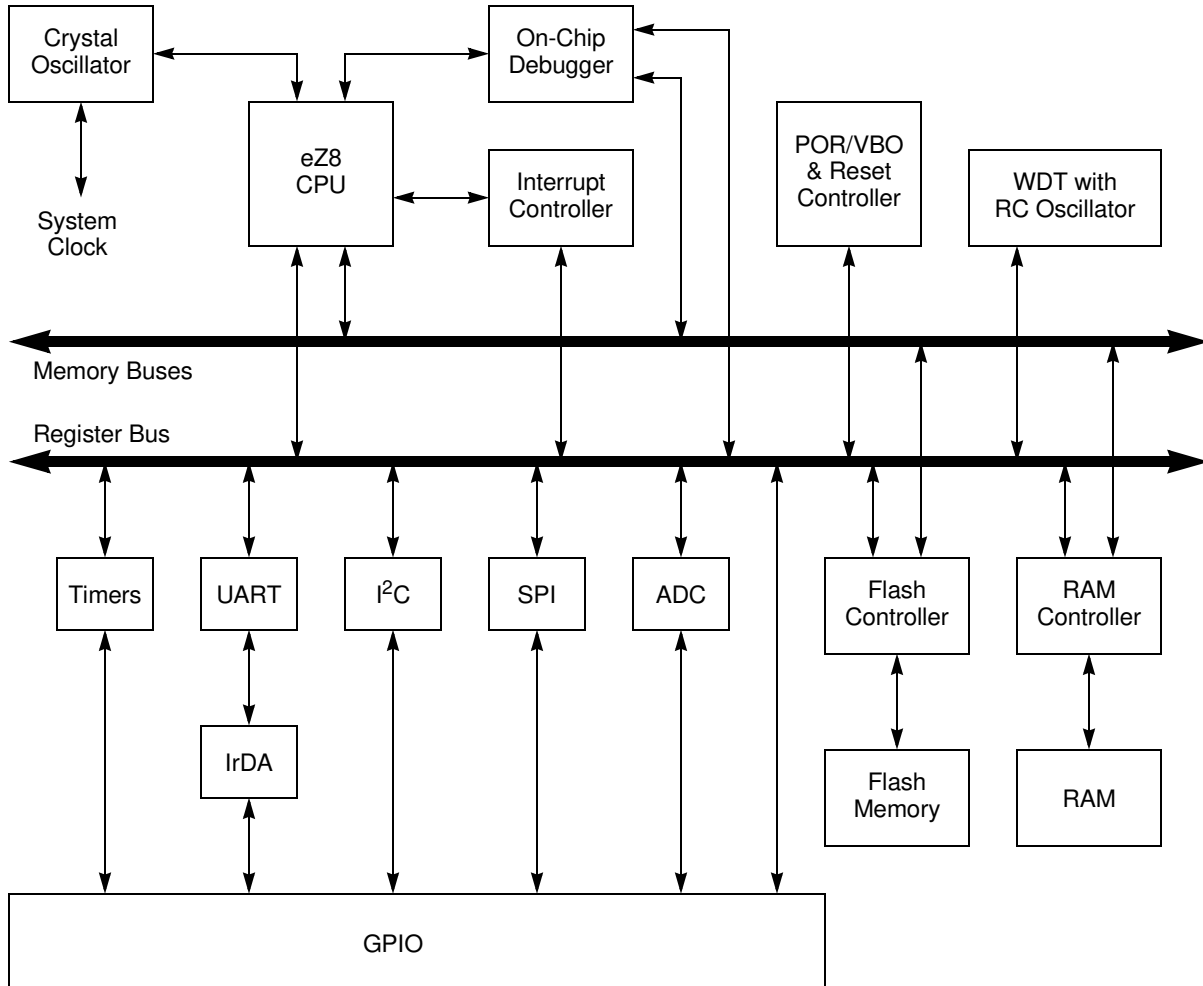 Crystal
Oscillator
On-Chip
Debugger
eZ8
CPU
Interrupt
Controller
POR/VBO
& Reset
Controller
WDT with
RC Oscillator
System
Clock
Memory Buses
Register Bus
Timers
UART
I²C
SPI
ADC
Flash
Controller
RAM
Controller
IrDA
Flash
Memory
RAM
GPIO